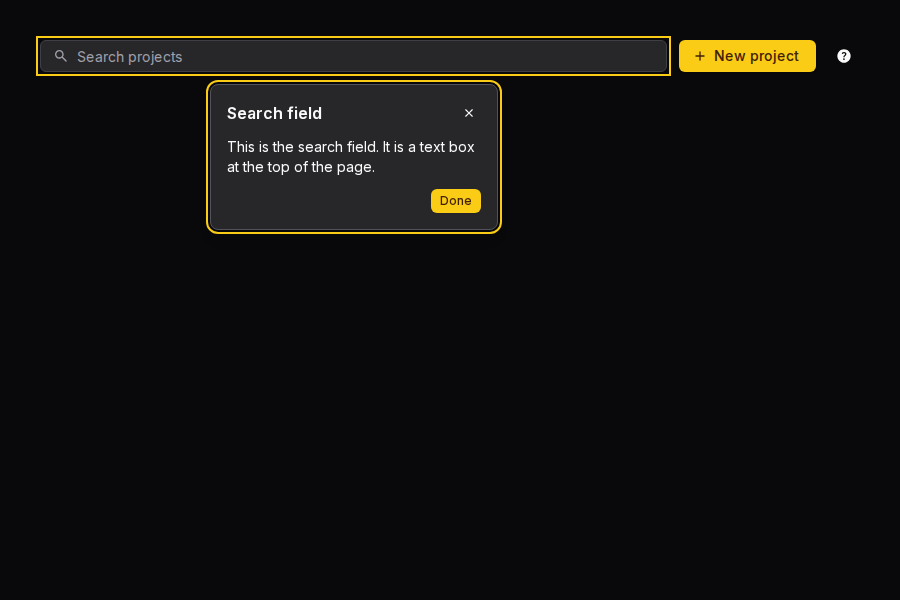 Search projects
New project
Search field
This is the search field. It is a text box
at the top of the page.
Done